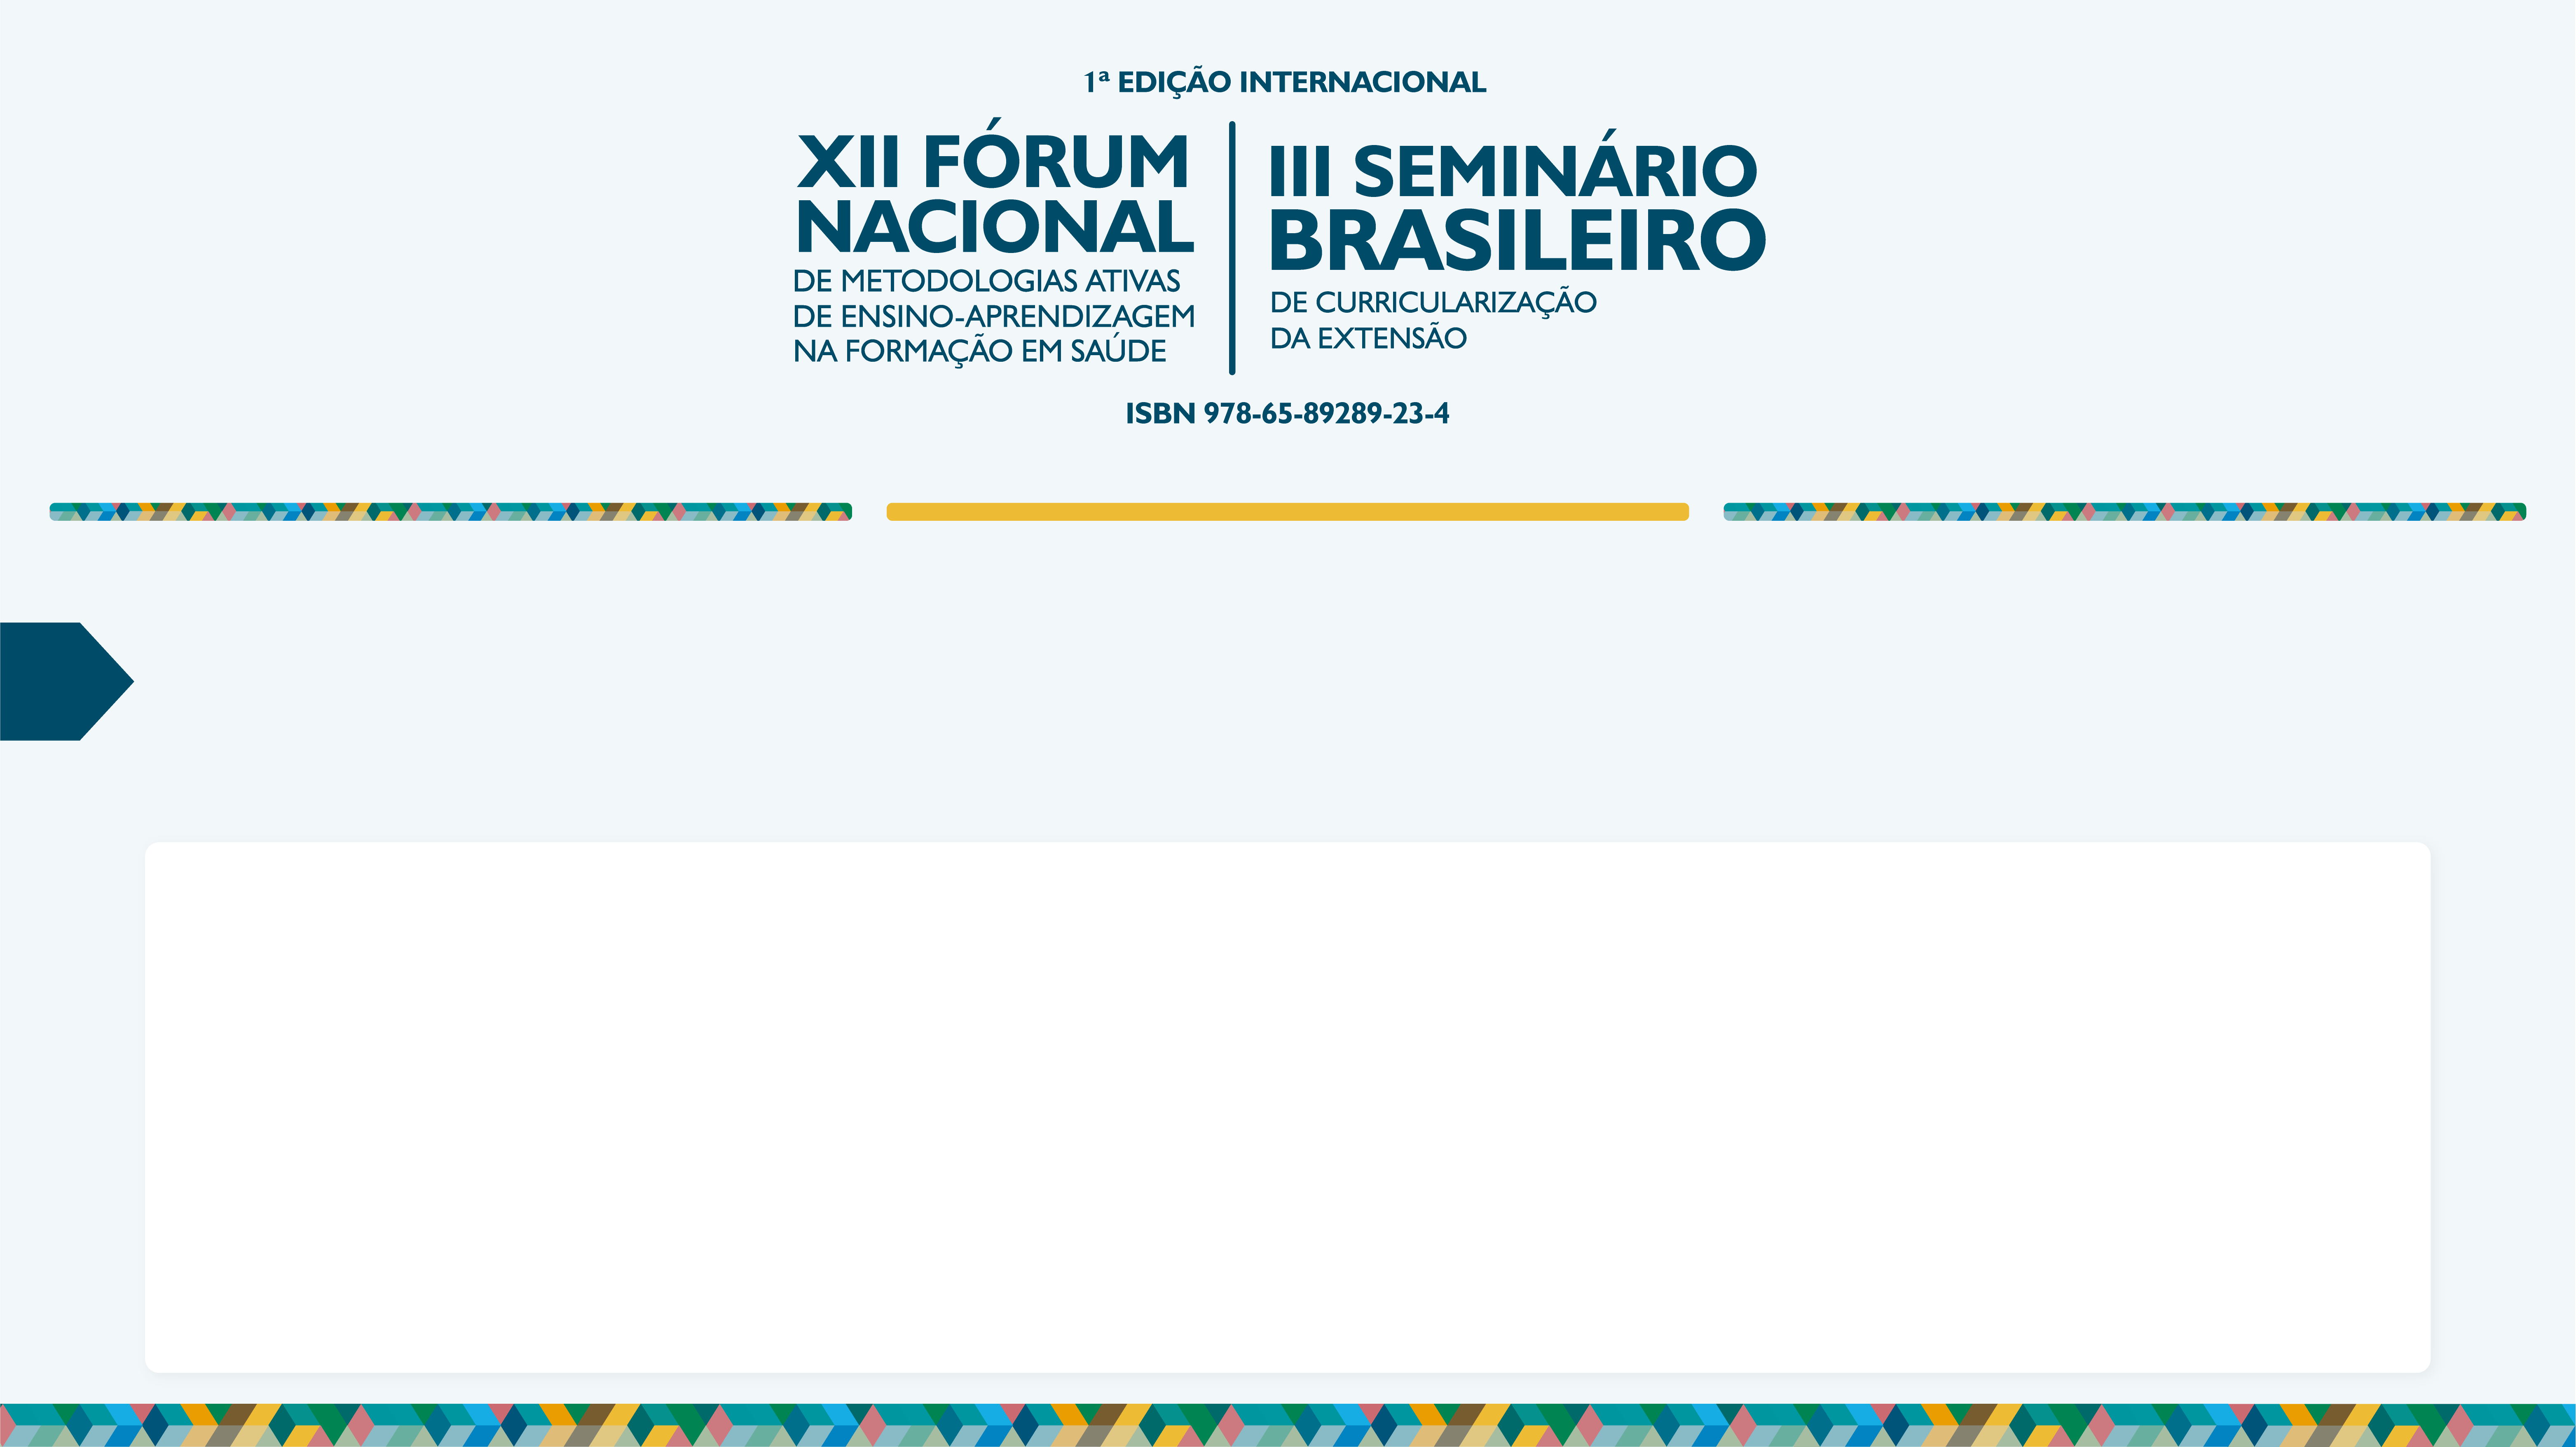 1ª EDIÇÃO INTERNACIONAL
XII FÓRUM
NACIONAL
DE METODOLOGIAS ATIVAS
DE ENSINO-APRENDIZAGEM
NA FORMAÇÃO EM SAÚDE
III SEMINÁRIO
BRASILEIRO
DE CURRICULARIZAÇÃO
DA EXTENSÃO
ISBN 978-65-89289-23-4